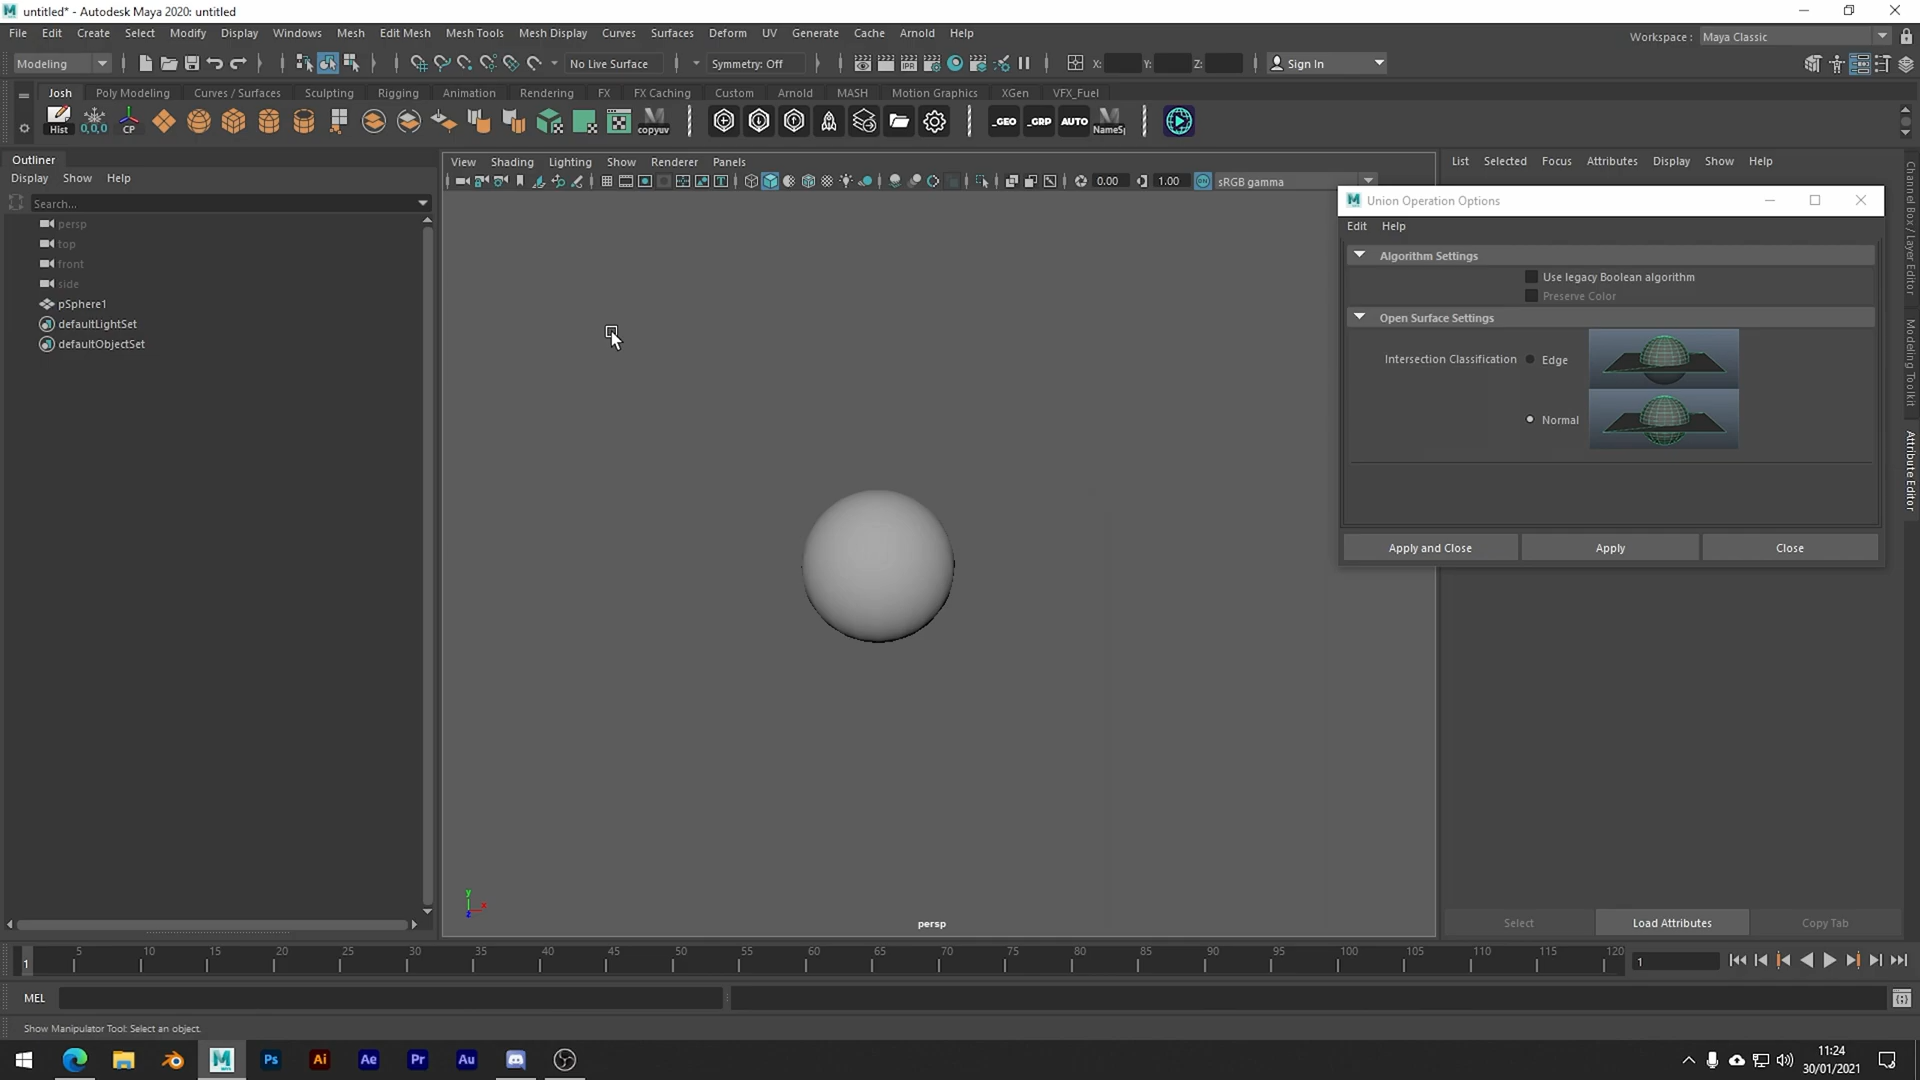 untitled* - Autodesk Maya 2020: untitled
File Edit Create Select Modify Display Windows Mesh Edit Mesh Mesh Tools Mesh Display Curves Surfaces Deform UV Generate Cache Arnold Help
Workspace : Maya Classic
Modeling No Live Surface Symmetry: Off X: Y: Z: Sign In
Josh Poly Modeling Curves / Surfaces Sculpting Rigging Animation Rendering FX FX Caching Custom Arnold MASH Motion Graphics XGen VFX_Fuel
Hist 0,0,0 CP copyuv _GEO _GRP AUTO NameSp
Outliner
Display Show Help
Search...
persp
top
front
side
pSphere1
defaultLightSet
defaultObjectSet
View Shading Lighting Show Renderer Panels
0.00 1.00 ON sRGB gamma
y
x
z
persp
List Selected Focus Attributes Display Show Help
Union Operation Options
Edit Help
Algorithm Settings
Use legacy Boolean algorithm
Preserve Color
Open Surface Settings
Intersection Classification Edge
Normal
Apply and Close Apply Close
Channel Box / Layer Editor
Modeling Toolkit
Attribute Editor
Select Load Attributes Copy Tab
1 5 10 15 20 25 30 35 40 45 50 55 60 65 70 75 80 85 90 95 100 105 110 115 120 1
MEL
Show Manipulator Tool: Select an object.
Ps Ai Ae Pr Au
11:24
30/01/2021